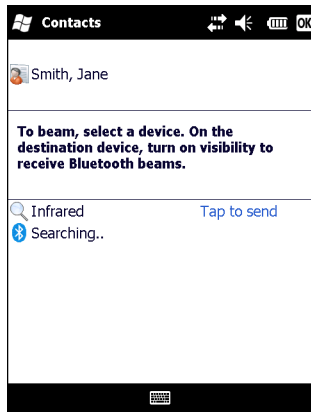 Contacts
OK
Smith, Jane
To beam, select a device. On the
destination device, turn on visibility to
receive Bluetooth beams.
Infrared Tap to send
Searching..